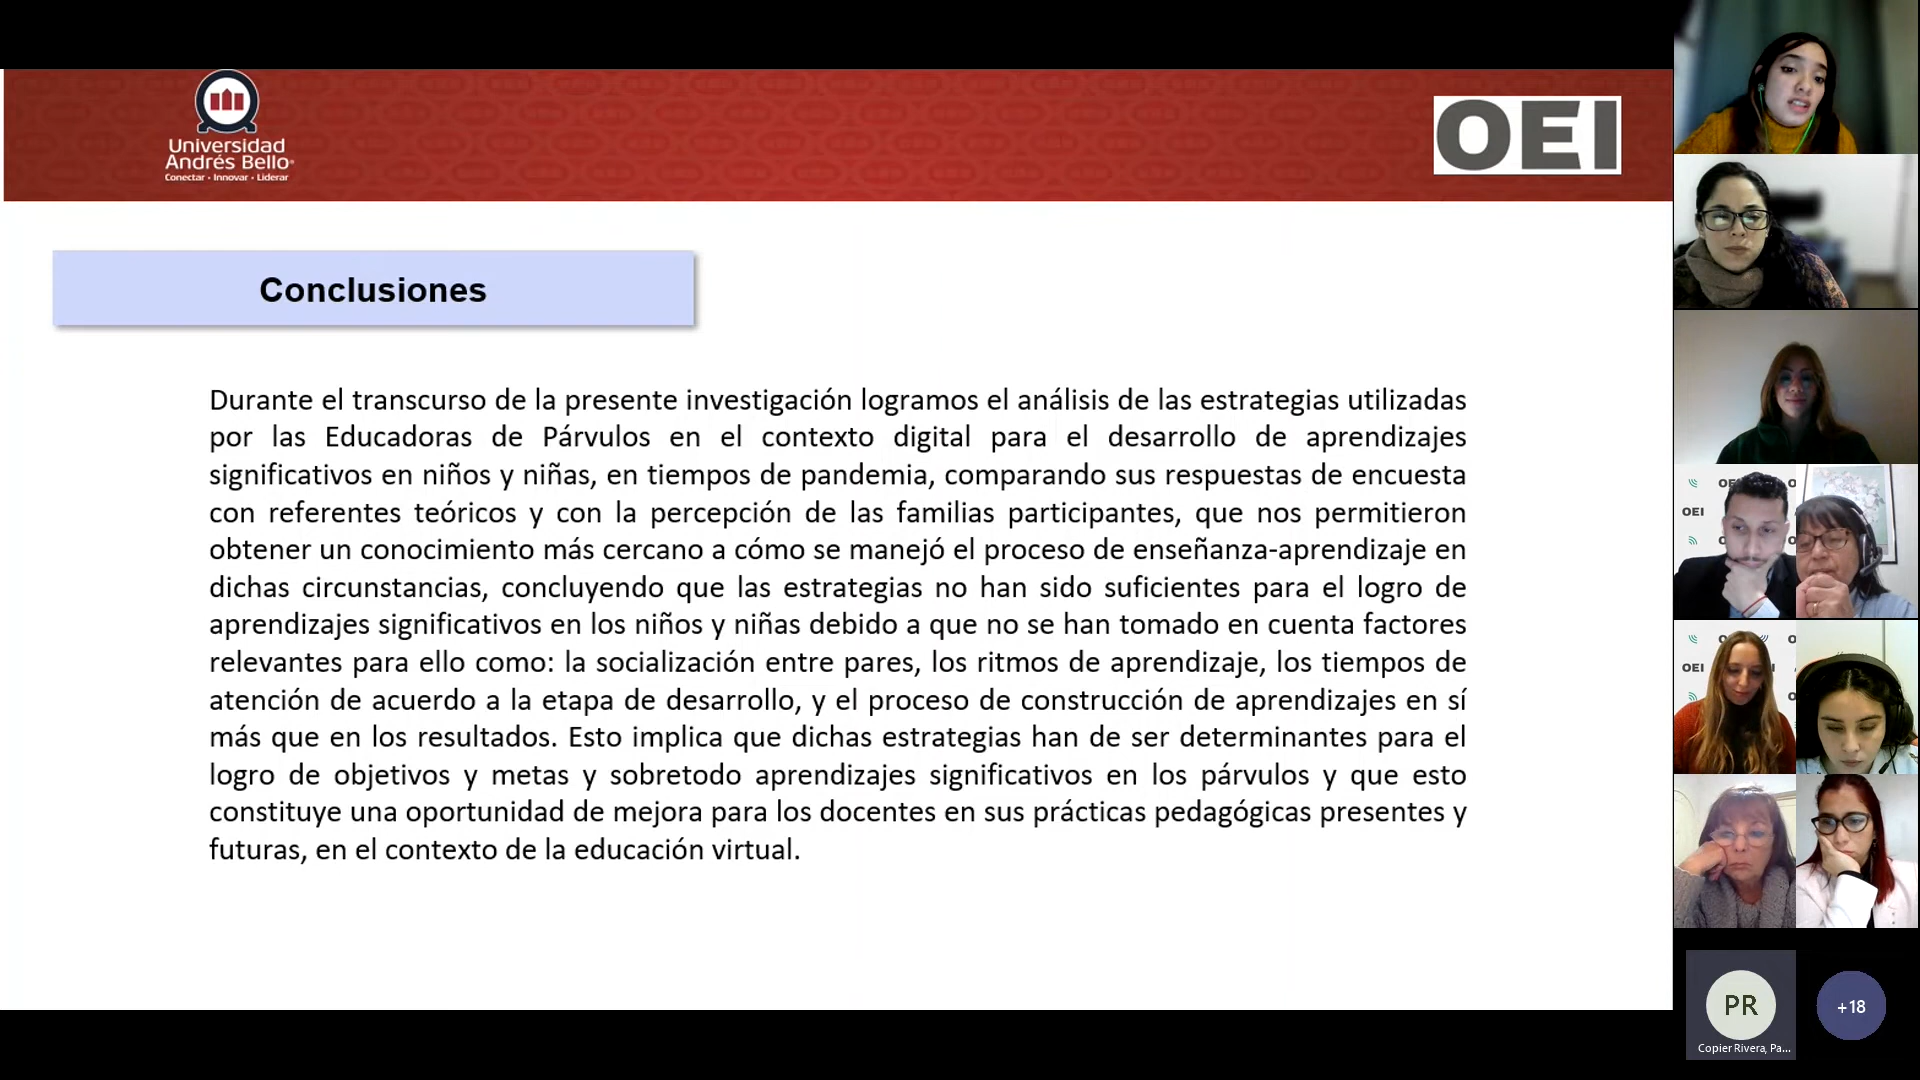 Universidad
Andrés Bello
Conectar • Innovar • Liderar
OEI
Conclusiones
Durante el transcurso de la presente investigación logramos el análisis de las estrategias utilizadas
por las Educadoras de Párvulos en el contexto digital para el desarrollo de aprendizajes
significativos en niños y niñas, en tiempos de pandemia, comparando sus respuestas de encuesta
con referentes teóricos y con la percepción de las familias participantes, que nos permitieron
obtener un conocimiento más cercano a cómo se manejó el proceso de enseñanza-aprendizaje en
dichas circunstancias, concluyendo que las estrategias no han sido suficientes para el logro de
aprendizajes significativos en los niños y niñas debido a que no se han tomado en cuenta factores
relevantes para ello como: la socialización entre pares, los ritmos de aprendizaje, los tiempos de
atención de acuerdo a la etapa de desarrollo, y el proceso de construcción de aprendizajes en sí
más que en los resultados. Esto implica que dichas estrategias han de ser determinantes para el
logro de objetivos y metas y sobretodo aprendizajes significativos en los párvulos y que esto
constituye una oportunidad de mejora para los docentes en sus prácticas pedagógicas presentes y
futuras, en el contexto de la educación virtual.
OEI
OEI
PR
Copier Rivera, Pa...
+18